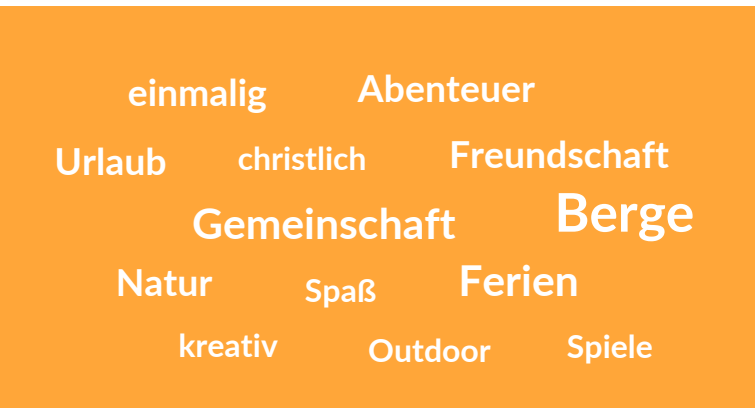 einmalig Abenteuer
Urlaub christlich Freundschaft
Gemeinschaft Berge
Natur Spaß Ferien
kreativ Outdoor Spiele